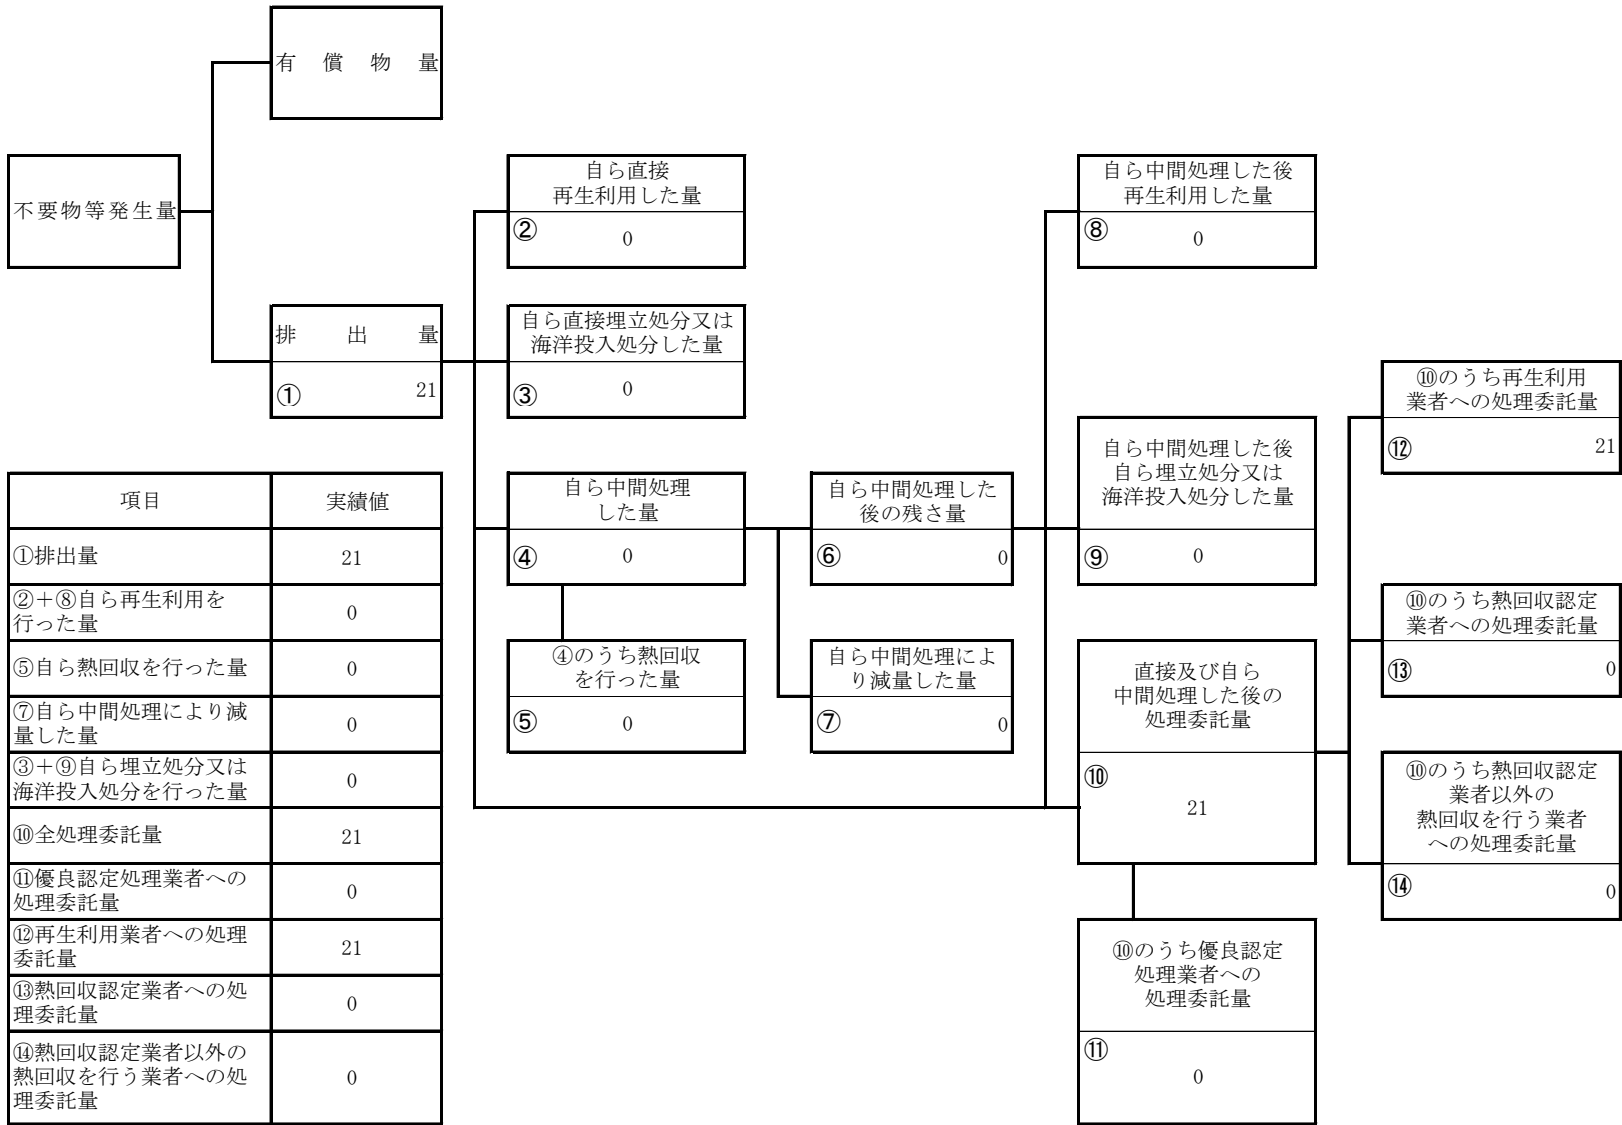 有償物量
不要物等発生量
排出量
① 21
自ら直接
再生利用した量
② 0
自ら直接埋立処分又は
海洋投入処分した量
③ 0
自ら中間処理
した量
④ 0
④のうち熱回収
を行った量
⑤ 0
自ら中間処理した
後の残さ量
⑥ 0
自ら中間処理によ
り減量した量
⑦ 0
自ら中間処理した後
再生利用した量
⑧ 0
自ら中間処理した後
自ら埋立処分又は
海洋投入処分した量
⑨ 0
直接及び自ら
中間処理した後の
処理委託量
⑩
21
⑩のうち優良認定
処理業者への
処理委託量
⑪
0
⑩のうち再生利用
業者への処理委託量
⑫ 21
⑩のうち熱回収認定
業者への処理委託量
⑬ 0
⑩のうち熱回収認定
業者以外の
熱回収を行う業者
への処理委託量
⑭ 0
項目 実績値
①排出量 21
②＋⑧自ら再生利用を
行った量 0
⑤自ら熱回収を行った量 0
⑦自ら中間処理により減
量した量 0
③＋⑨自ら埋立処分又は
海洋投入処分を行った量 0
⑩全処理委託量 21
⑪優良認定処理業者への
処理委託量 0
⑫再生利用業者への処理
委託量 21
⑬熱回収認定業者への処
理委託量 0
⑭熱回収認定業者以外の
熱回収を行う業者への処
理委託量 0